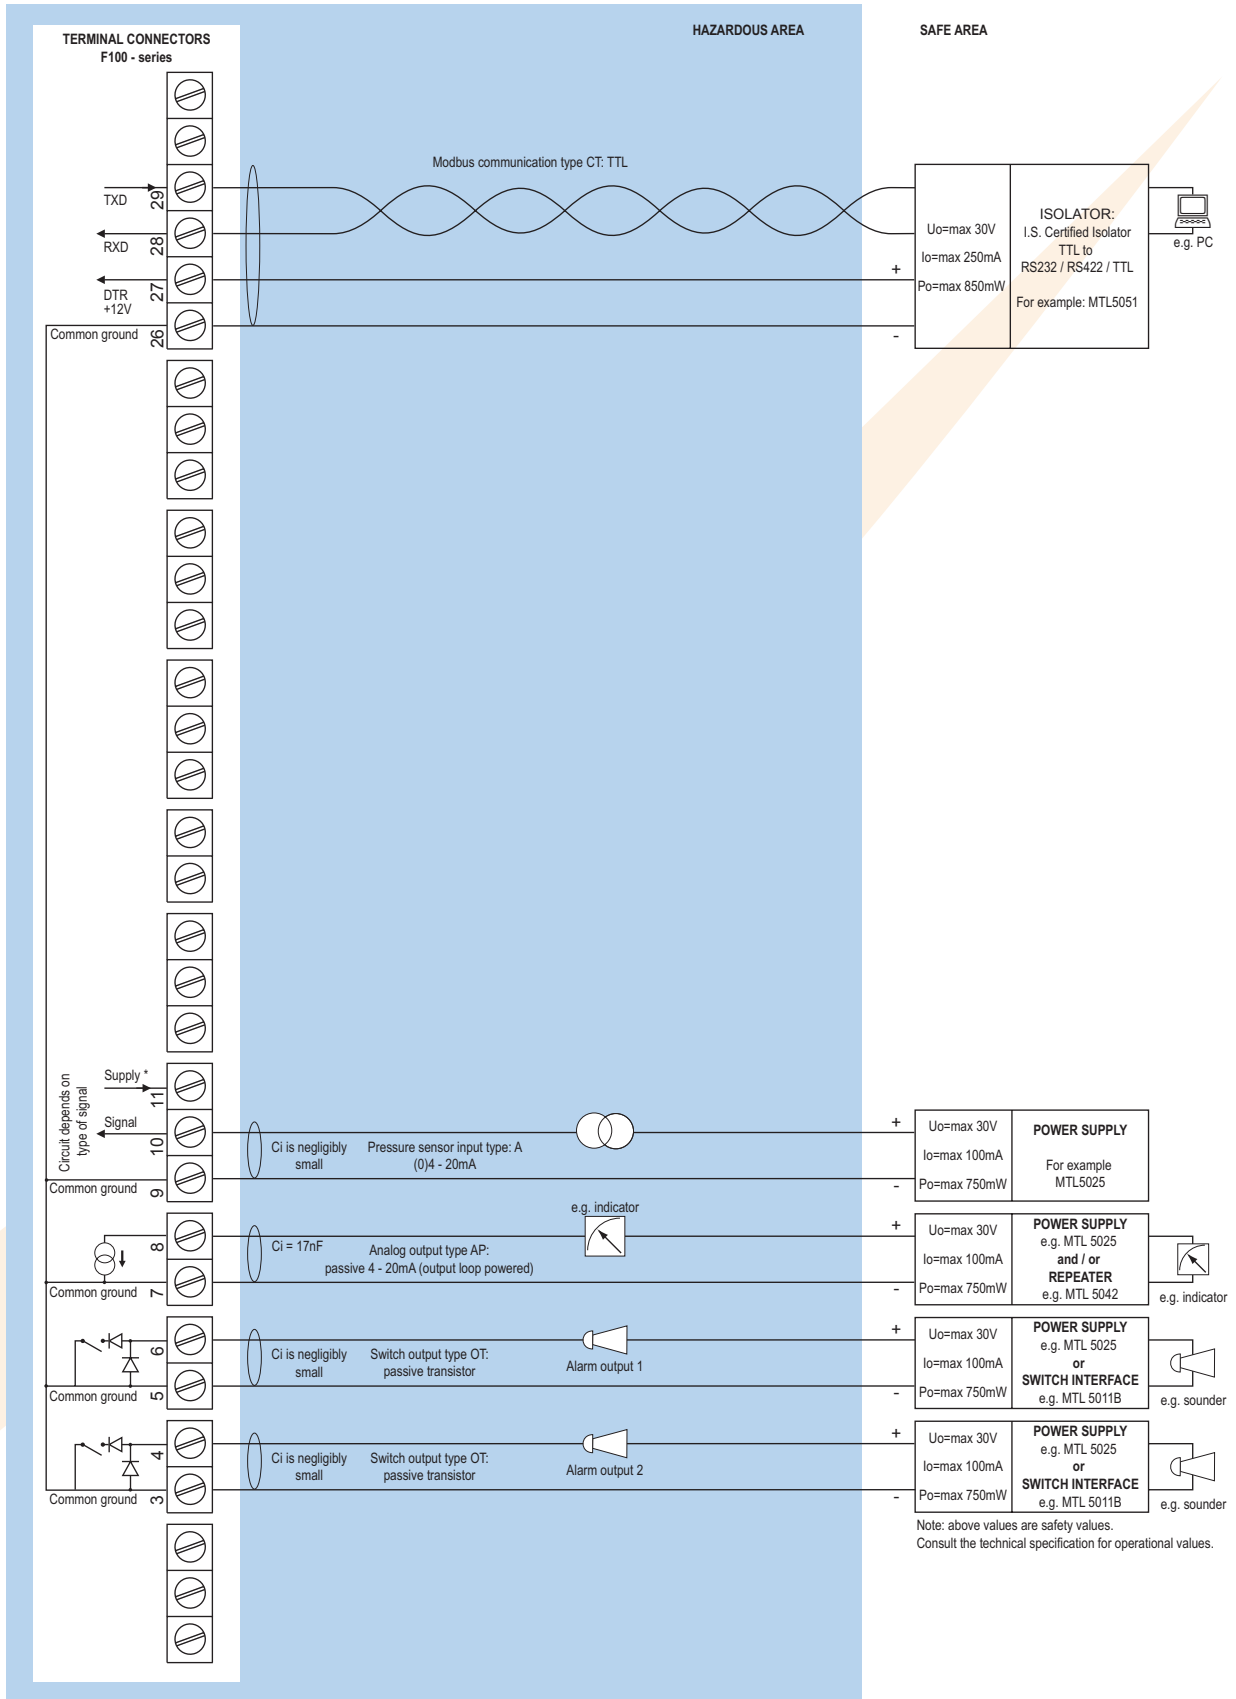 HAZARDOUS AREA
SAFE AREA
TERMINAL CONNECTORS
F100 - series
Modbus communication type CT: TTL
TXD
29
RXD
28
DTR
+12V
27
Common ground
26
+
-
Uo=max 30V
Io=max 250mA
Po=max 850mW
ISOLATOR:
I.S. Certified Isolator
TTL to
RS232 / RS422 / TTL
For example: MTL5051
e.g. PC
Circuit depends on
type of signal
Supply *
11
Signal
10
Common ground
9
Ci is negligibly
small
Pressure sensor input type: A
(0)4 - 20mA
+
-
Uo=max 30V
Io=max 100mA
Po=max 750mW
POWER SUPPLY
For example
MTL5025
8
Common ground
7
Ci = 17nF
Analog output type AP:
passive 4 - 20mA (output loop powered)
e.g. indicator
+
-
Uo=max 30V
Io=max 100mA
Po=max 750mW
POWER SUPPLY
e.g. MTL 5025
and / or
REPEATER
e.g. MTL 5042
e.g. indicator
6
Common ground
5
Ci is negligibly
small
Switch output type OT:
passive transistor
Alarm output 1
+
-
Uo=max 30V
Io=max 100mA
Po=max 750mW
POWER SUPPLY
e.g. MTL 5025
or
SWITCH INTERFACE
e.g. MTL 5011B
e.g. sounder
4
Common ground
3
Ci is negligibly
small
Switch output type OT:
passive transistor
Alarm output 2
+
-
Uo=max 30V
Io=max 100mA
Po=max 750mW
POWER SUPPLY
e.g. MTL 5025
or
SWITCH INTERFACE
e.g. MTL 5011B
e.g. sounder
Note: above values are safety values.
Consult the technical specification for operational values.